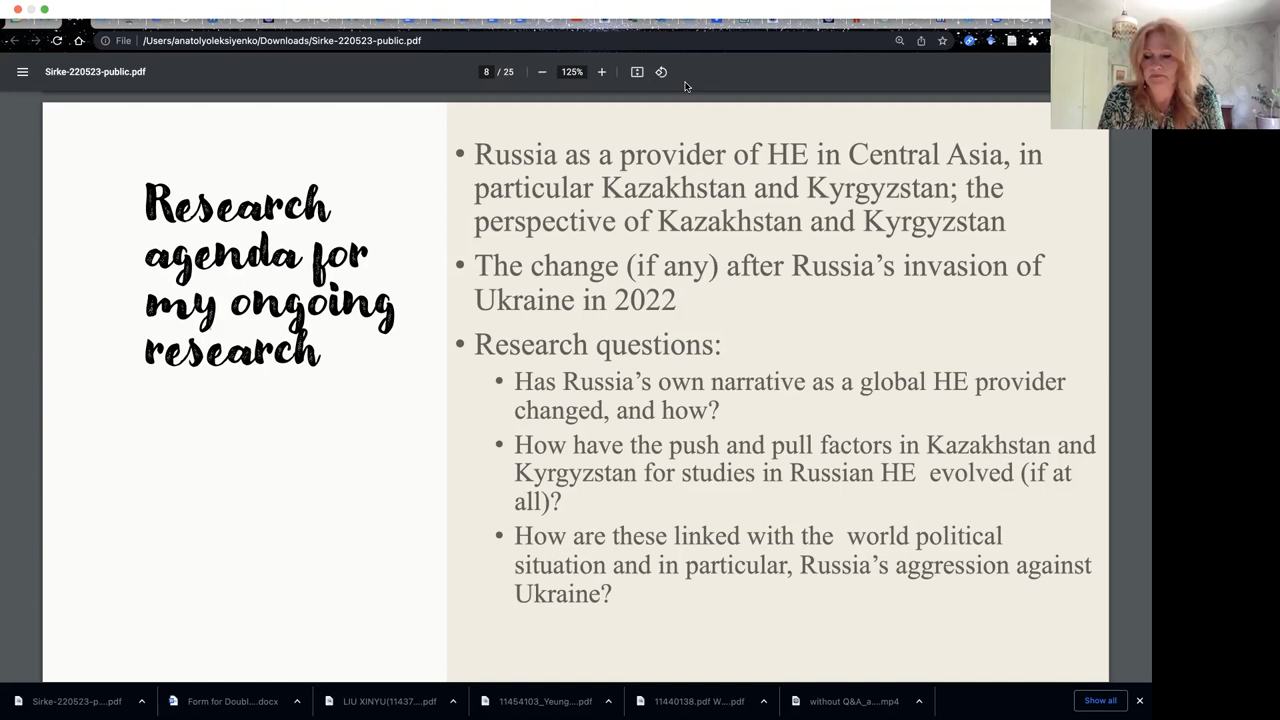 File
/Users/anatolyoleksiyenko/Downloads/Sirke-220523-public.pdf
Sirke-220523-public.pdf
8 / 25
125%
Research
agenda for
my ongoing
research
• Russia as a provider of HE in Central Asia, in
particular Kazakhstan and Kyrgyzstan; the
perspective of Kazakhstan and Kyrgyzstan
• The change (if any) after Russia’s invasion of
Ukraine in 2022
• Research questions:
• Has Russia’s own narrative as a global HE provider
changed, and how?
• How have the push and pull factors in Kazakhstan and
Kyrgyzstan for studies in Russian HE evolved (if at
all)?
• How are these linked with the world political
situation and in particular, Russia’s aggression against
Ukraine?
Sirke-220523-p....pdf
Form for Doubl....docx
LIU XINYU(11437....pdf
11454103_Yeung....pdf
11440138.pdf W....pdf
without Q&A_a....mp4
Show all